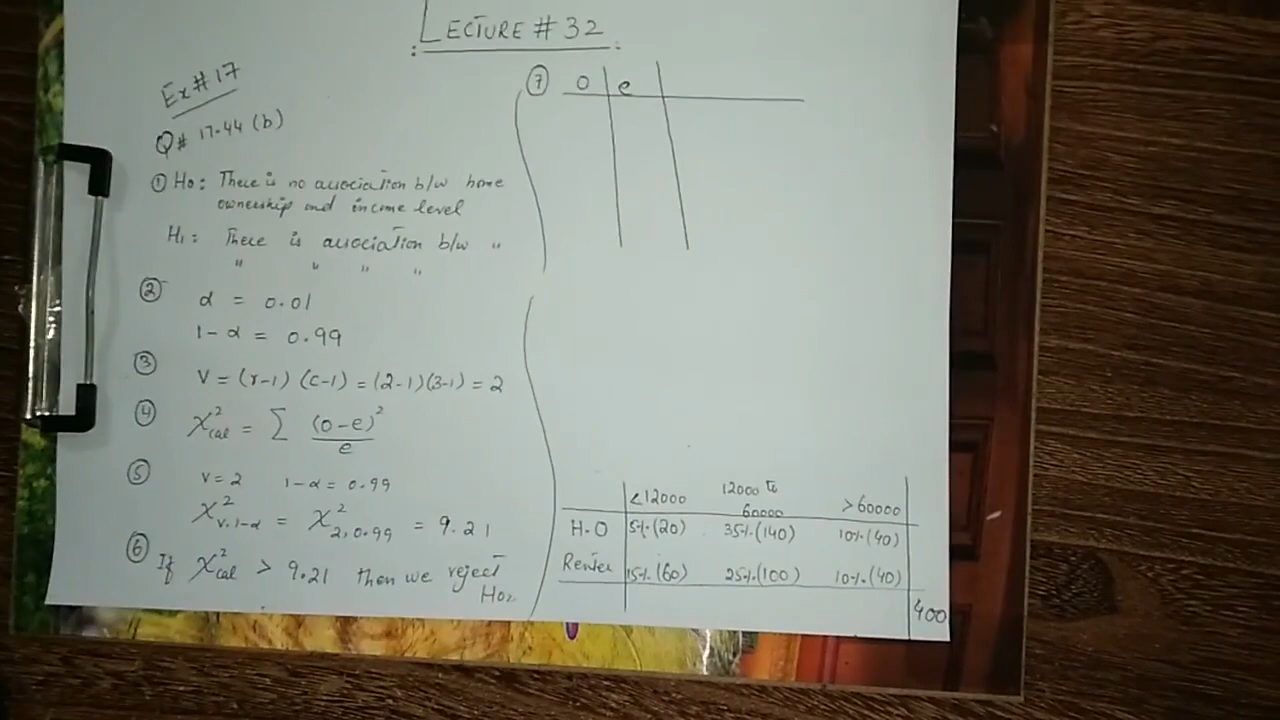 LECTURE # 32
Ex # 17
Q# 17.44 (b)
① H0: There is no association b/w home
ownership and income level
H1: There is association b/w "
" " " "
② α = 0.01
1-α = 0.99
③ V = (r-1) (c-1) = (2-1)(3-1) = 2
④ χ²cal = Σ (o-e)²/e
⑤ V=2 1-α = 0.99
χ²v,1-α = χ²2,0.99 = 9.21
⑥ If χ²cal > 9.21 then we reject
H0
⑦ o e
<12000 12000 to 60000 >60000
H.O 5%(20) 35%(140) 10%(40)
Renter 15%(60) 25%(100) 10%(40)
400